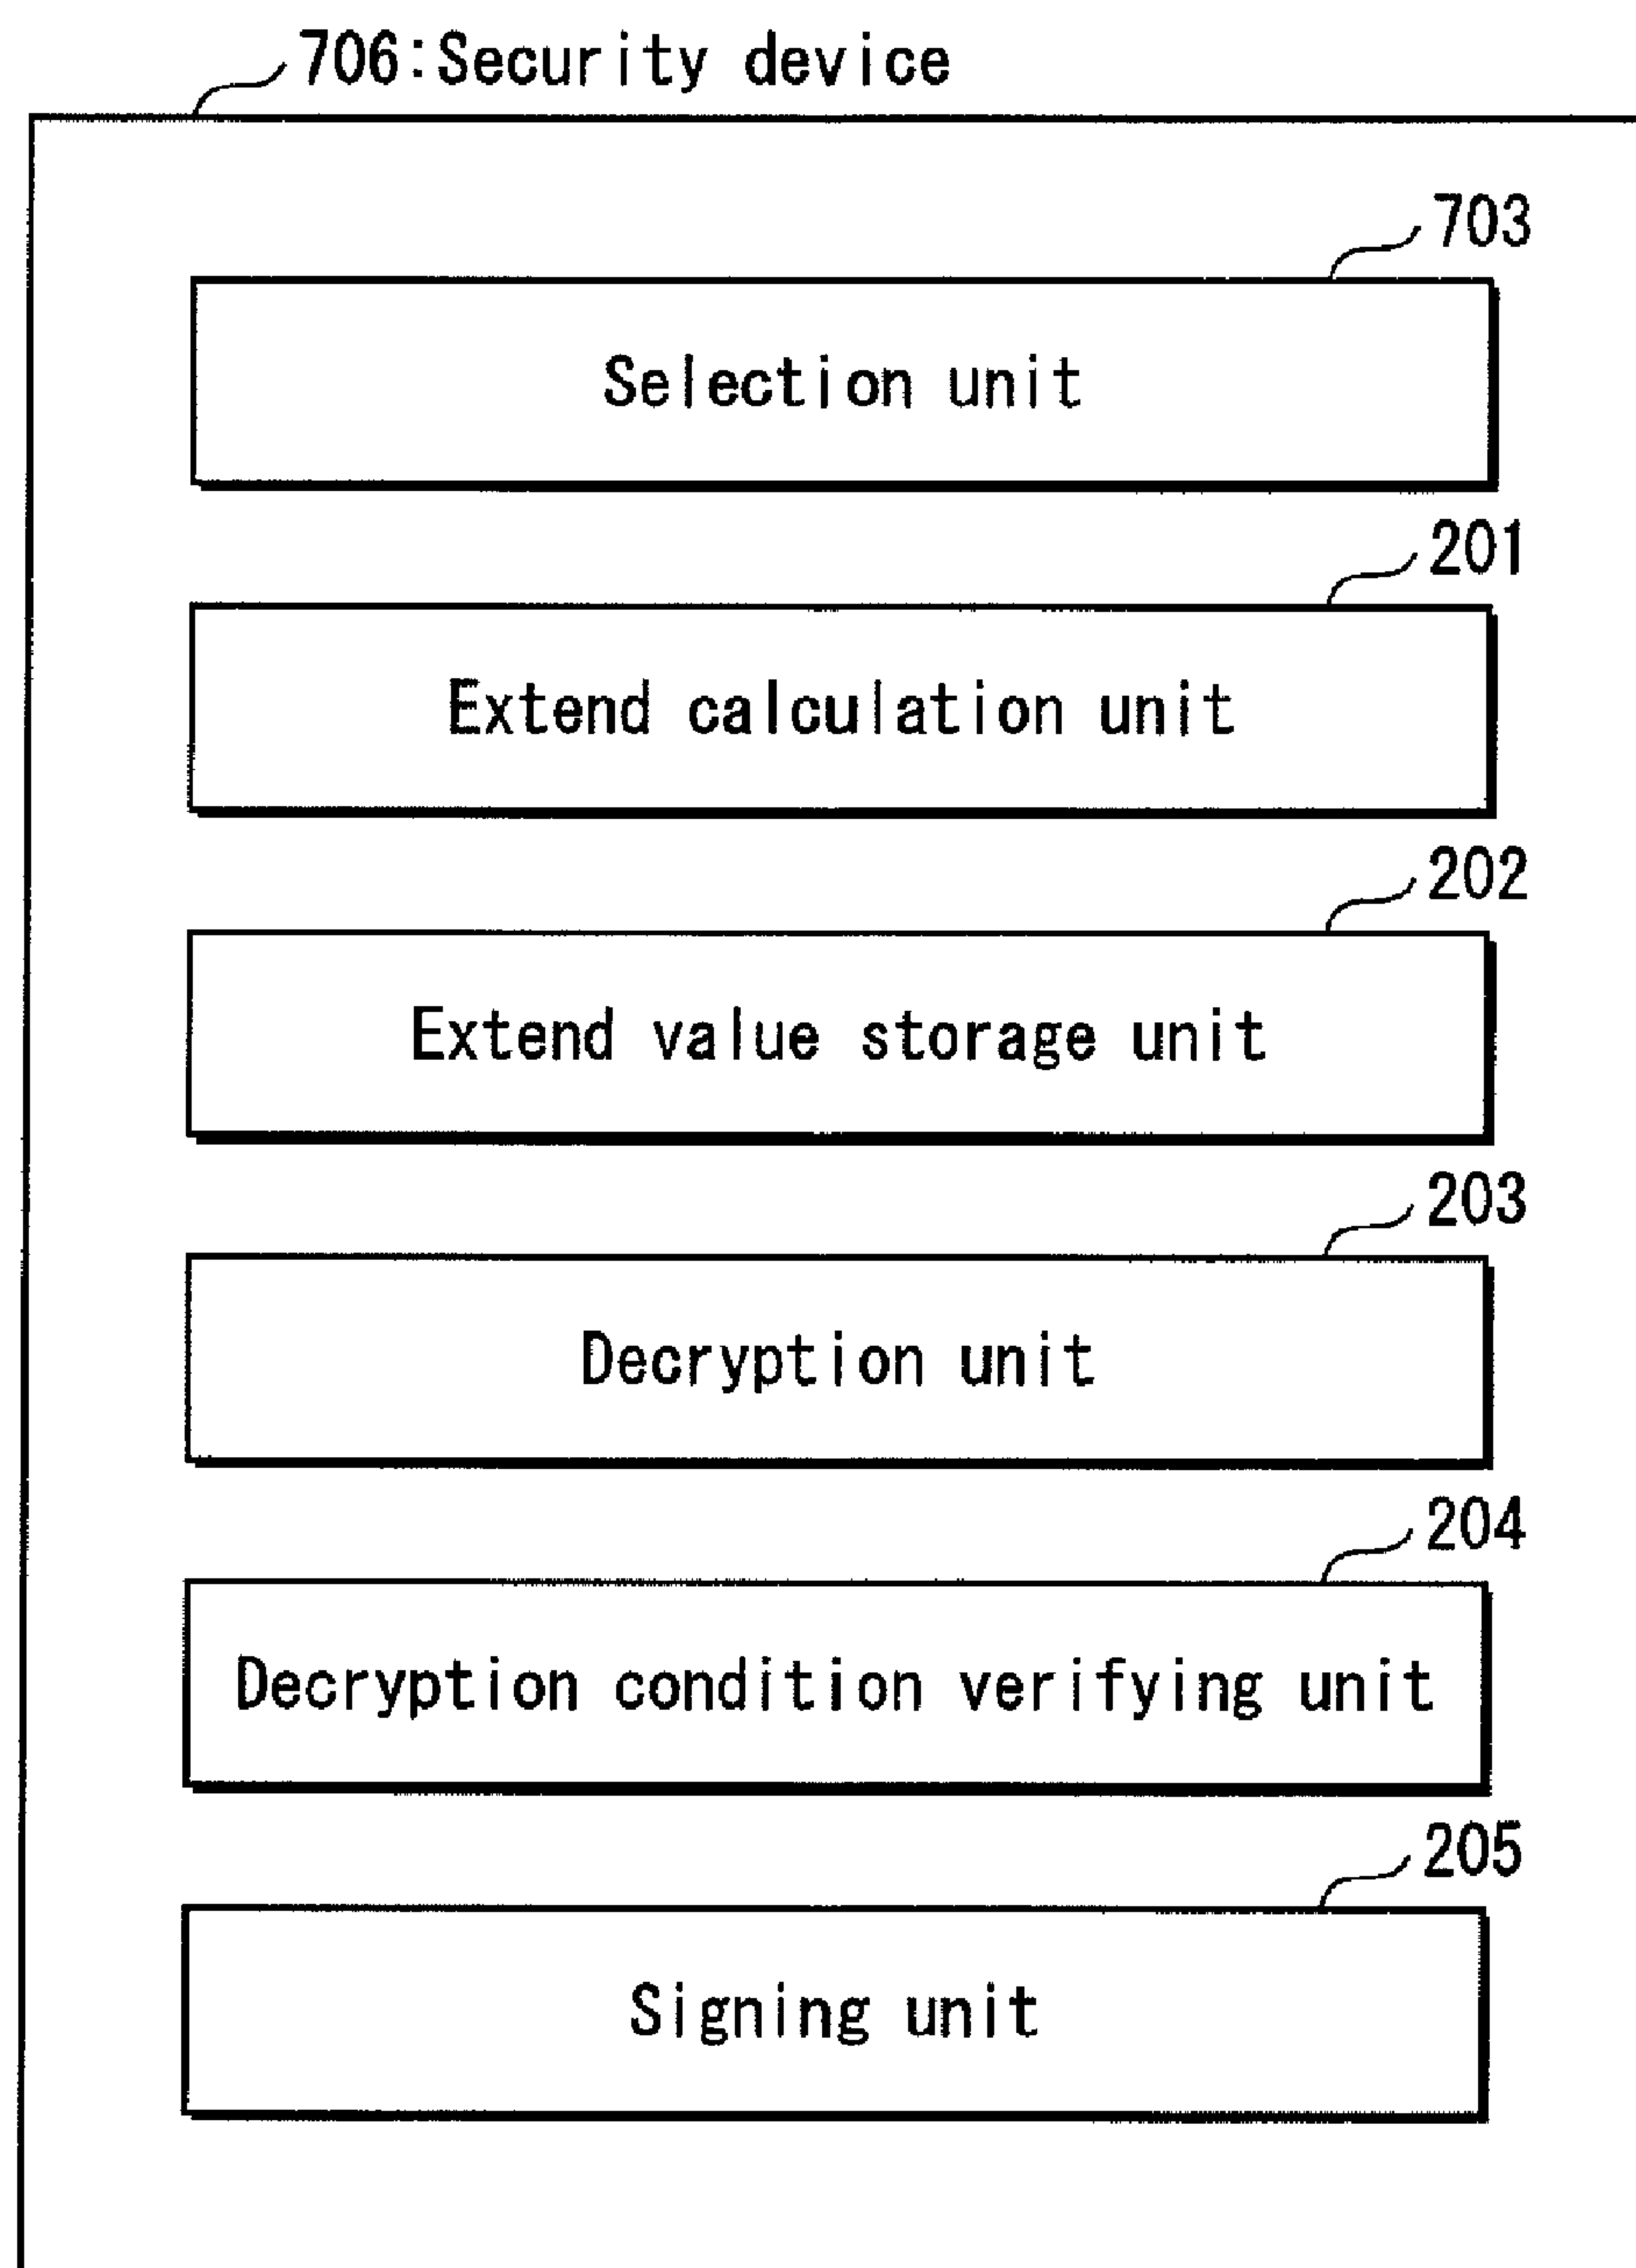 706:Security device
703
Selection unit
201
Extend calculation unit
202
Extend value storage unit
203
Decryption unit
204
Decryption condition verifying unit
205
Signing unit